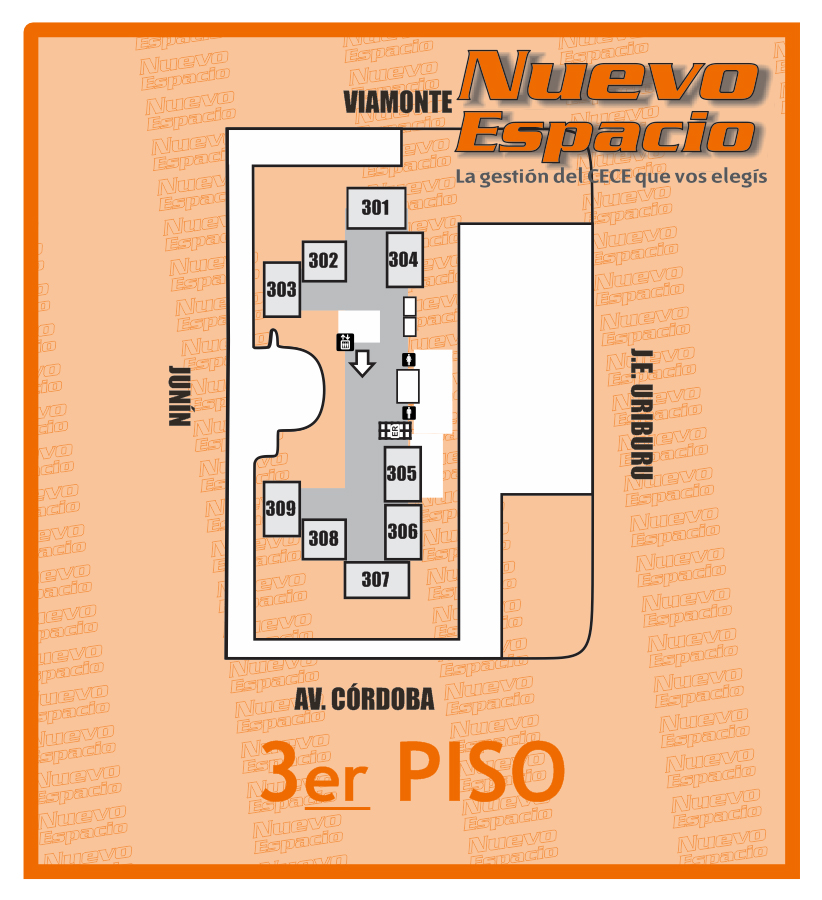 VIAMONTE
Nuevo
Espacio
La gestión del CECE que vos elegís
301
302
304
303
JUNÍN
J.E. URIBURU
ER
305
309
306
308
307
AV. CÓRDOBA
3er PISO